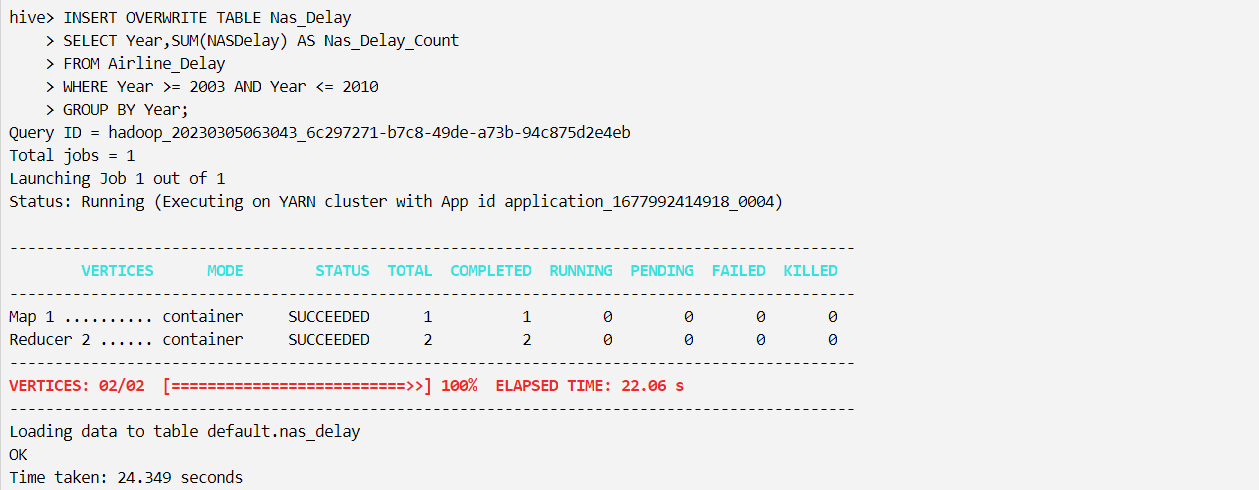 hive> INSERT OVERWRITE TABLE Nas_Delay
    > SELECT Year,SUM(NASDelay) AS Nas_Delay_Count
    > FROM Airline_Delay
    > WHERE Year >= 2003 AND Year <= 2010
    > GROUP BY Year;
Query ID = hadoop_20230305063043_6c297271-b7c8-49de-a73b-94c875d2e4eb
Total jobs = 1
Launching Job 1 out of 1
Status: Running (Executing on YARN cluster with App id application_1677992414918_0004)

----------------------------------------------------------------------------------------------
        VERTICES      MODE        STATUS  TOTAL  COMPLETED  RUNNING  PENDING  FAILED  KILLED
----------------------------------------------------------------------------------------------
Map 1 .......... container     SUCCEEDED      1          1        0        0       0       0
Reducer 2 ...... container     SUCCEEDED      2          2        0        0       0       0
----------------------------------------------------------------------------------------------
VERTICES: 02/02  [==========================>>] 100%  ELAPSED TIME: 22.06 s
----------------------------------------------------------------------------------------------
Loading data to table default.nas_delay
OK
Time taken: 24.349 seconds